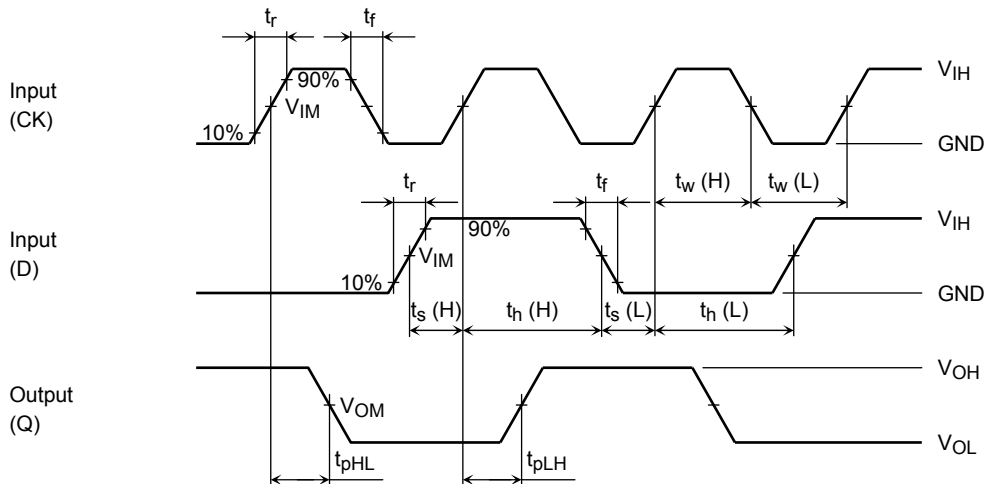 tr tf
Input
(CK)
90%
VIM
10%
VIH
GND
tr tf tw (H) tw (L)
Input
(D)
90%
VIM
10%
VIH
GND
ts (H) th (H) ts (L) th (L)
Output
(Q)
VOM
VOH
VOL
tpHL tpLH